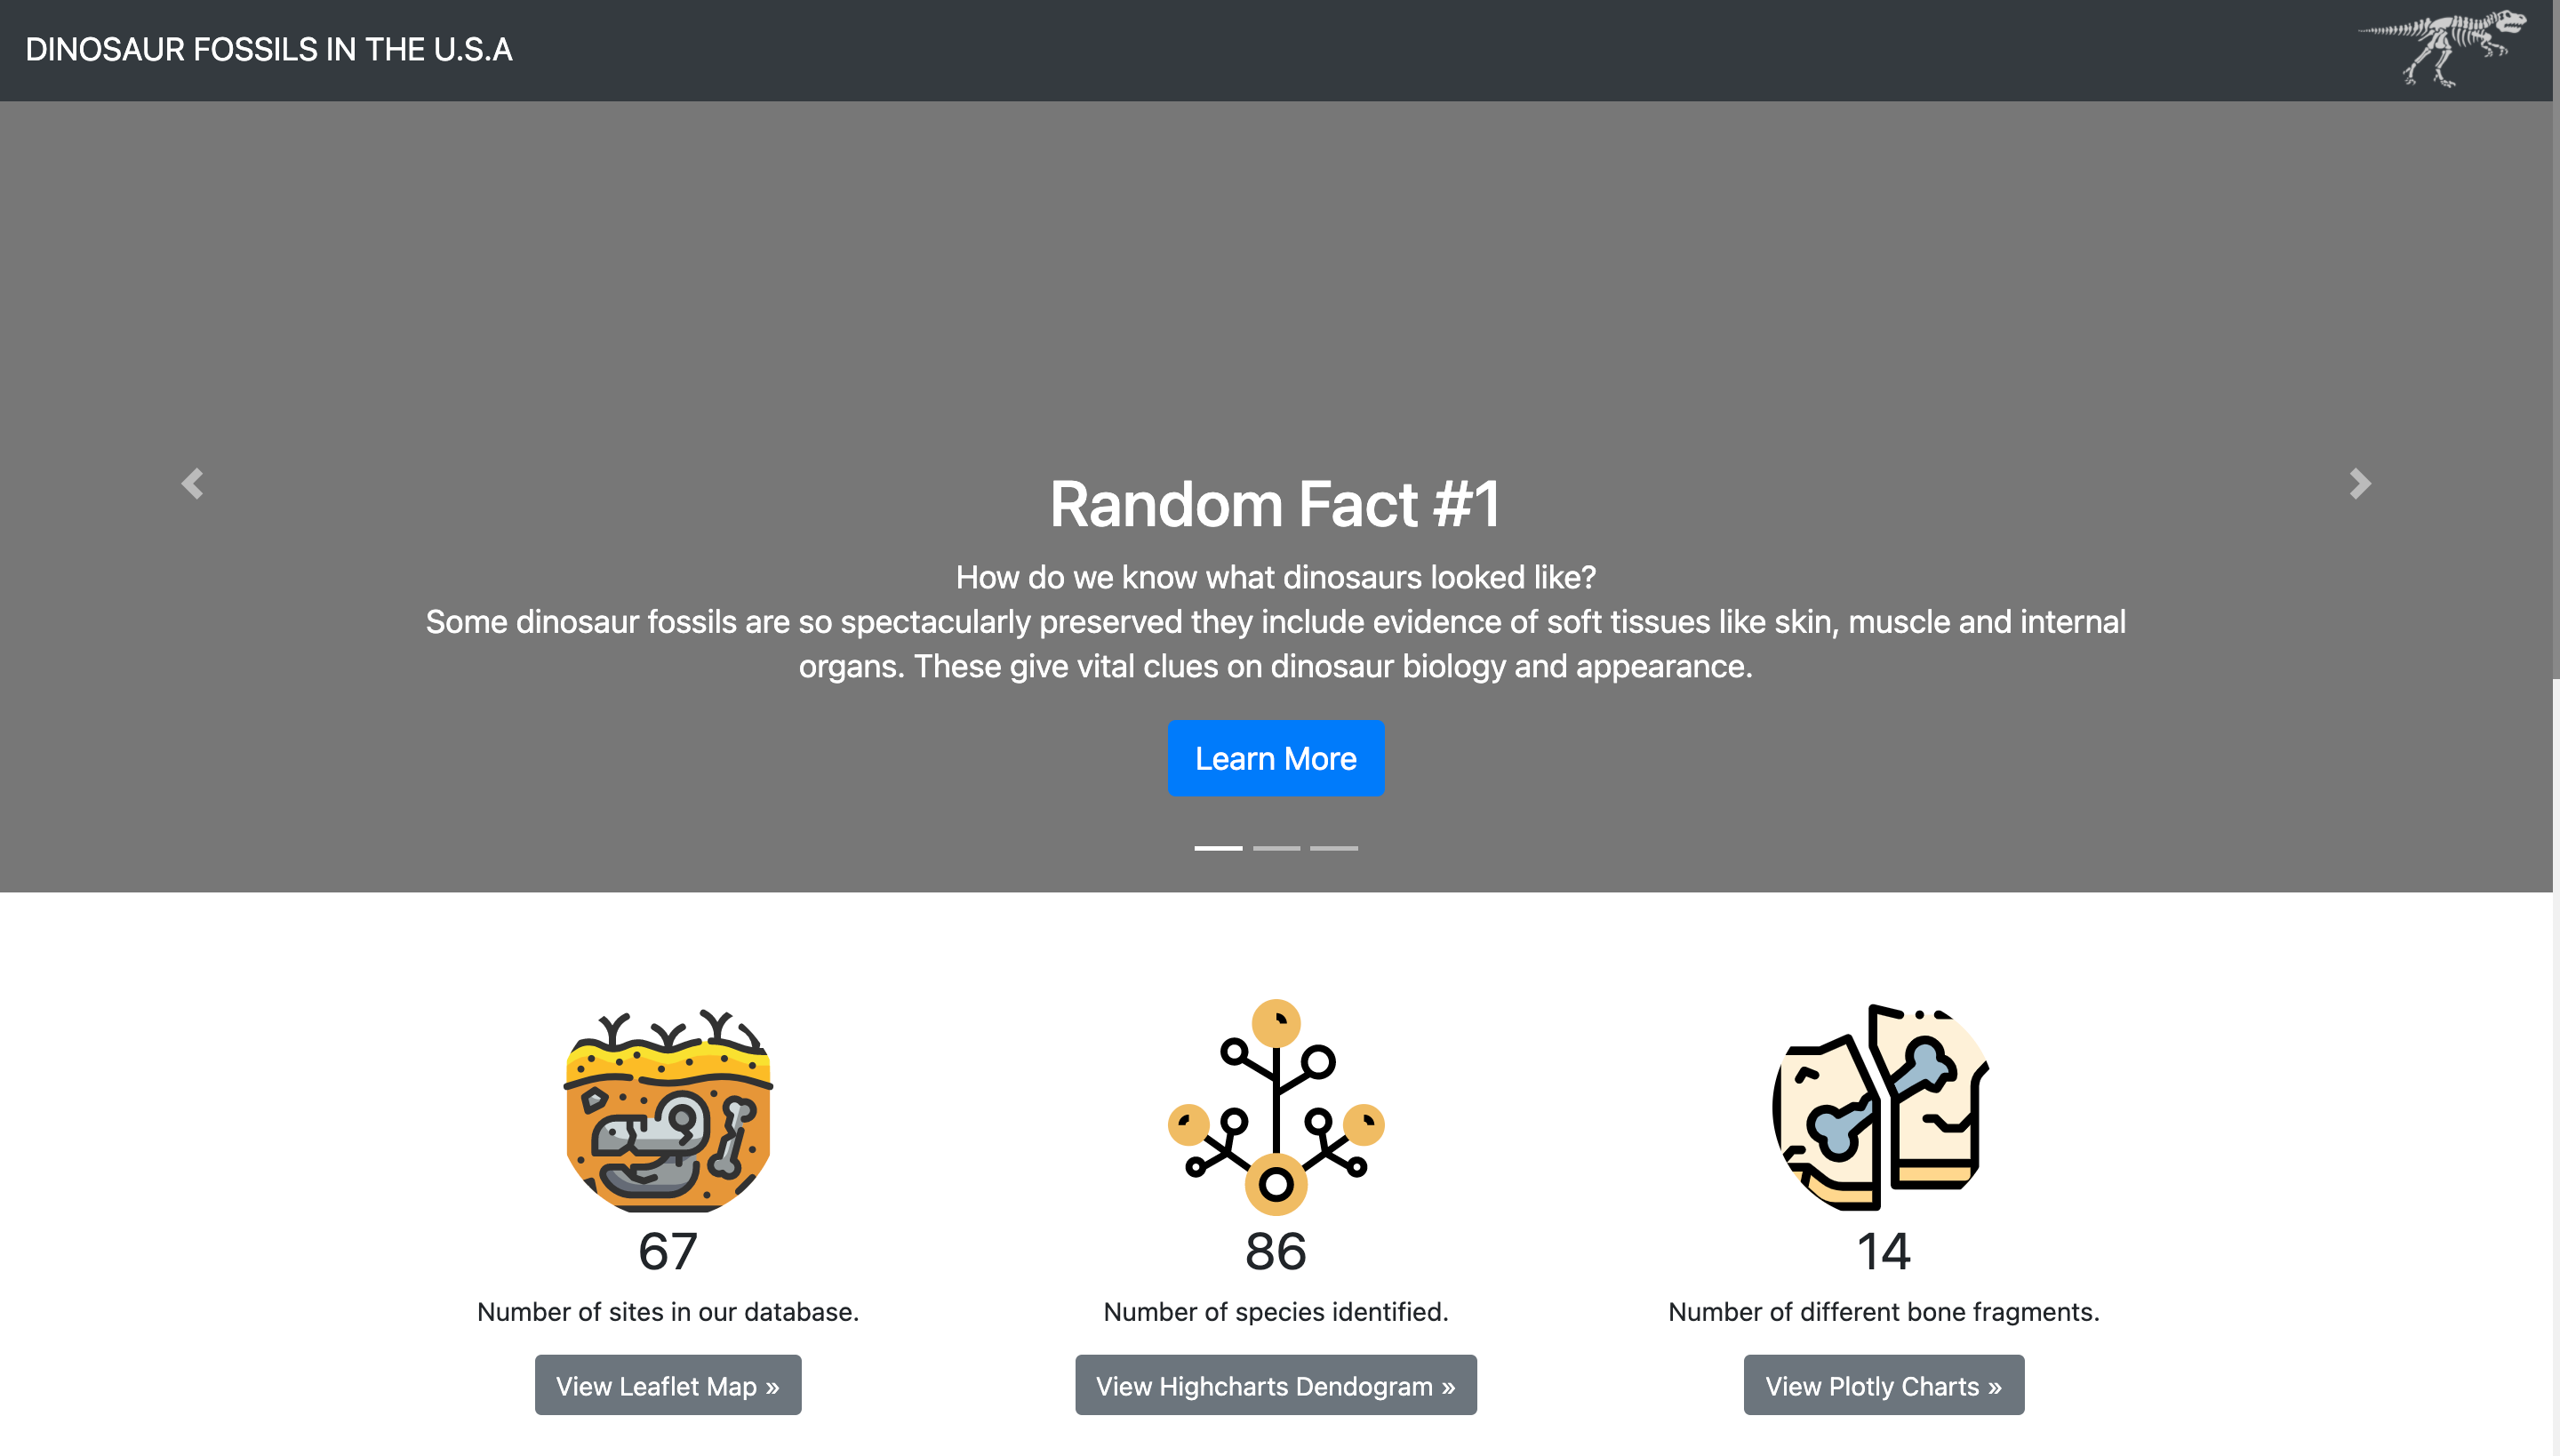 DINOSAUR FOSSILS IN THE U.S.A
Random Fact #1
How do we know what dinosaurs looked like?
Some dinosaur fossils are so spectacularly preserved they include evidence of soft tissues like skin, muscle and internal
organs. These give vital clues on dinosaur biology and appearance.
Learn More
67
Number of sites in our database.
View Leaflet Map »
86
Number of species identified.
View Highcharts Dendogram »
14
Number of different bone fragments.
View Plotly Charts »